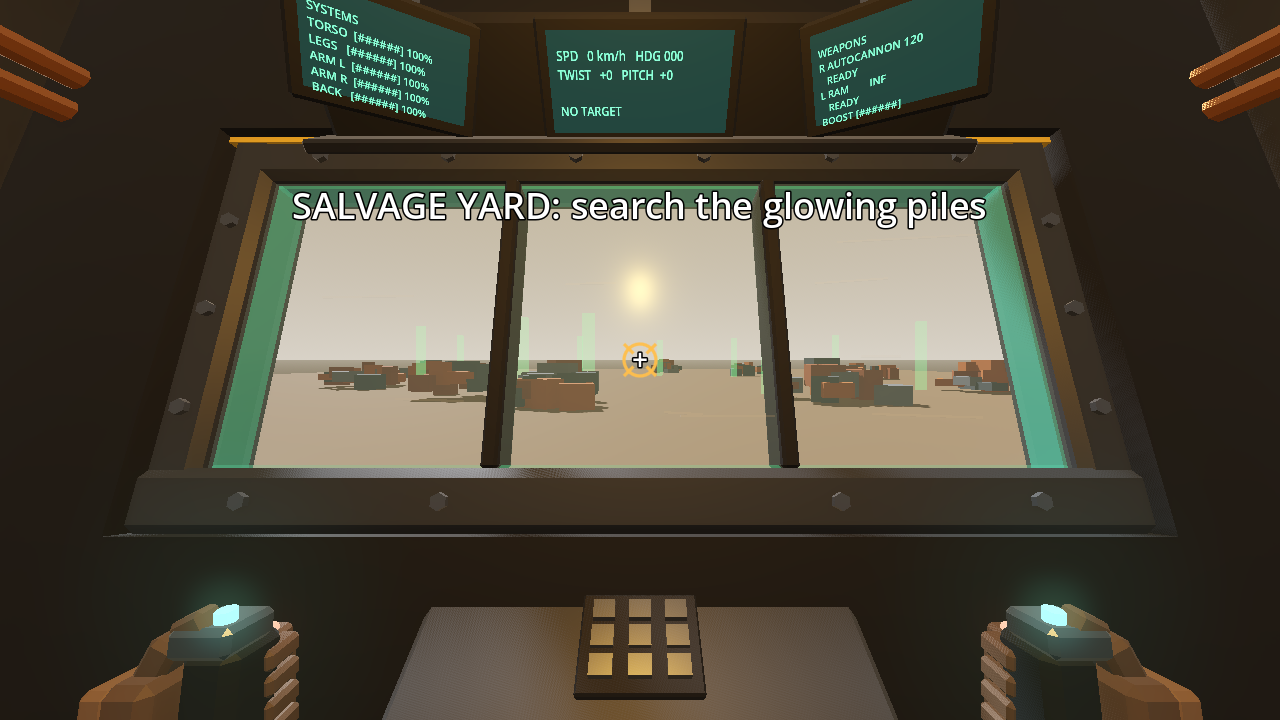 SYSTEMS
TORSO [######] 100%
LEGS [######] 100%
ARM L [######] 100%
ARM R [######] 100%
BACK [######] 100%
SPD 0 km/h HDG 000
TWIST +0 PITCH +0
NO TARGET
WEAPONS
R AUTOCANNON 120
READY
L RAM INF
READY
BOOST [######]
SALVAGE YARD: search the glowing piles